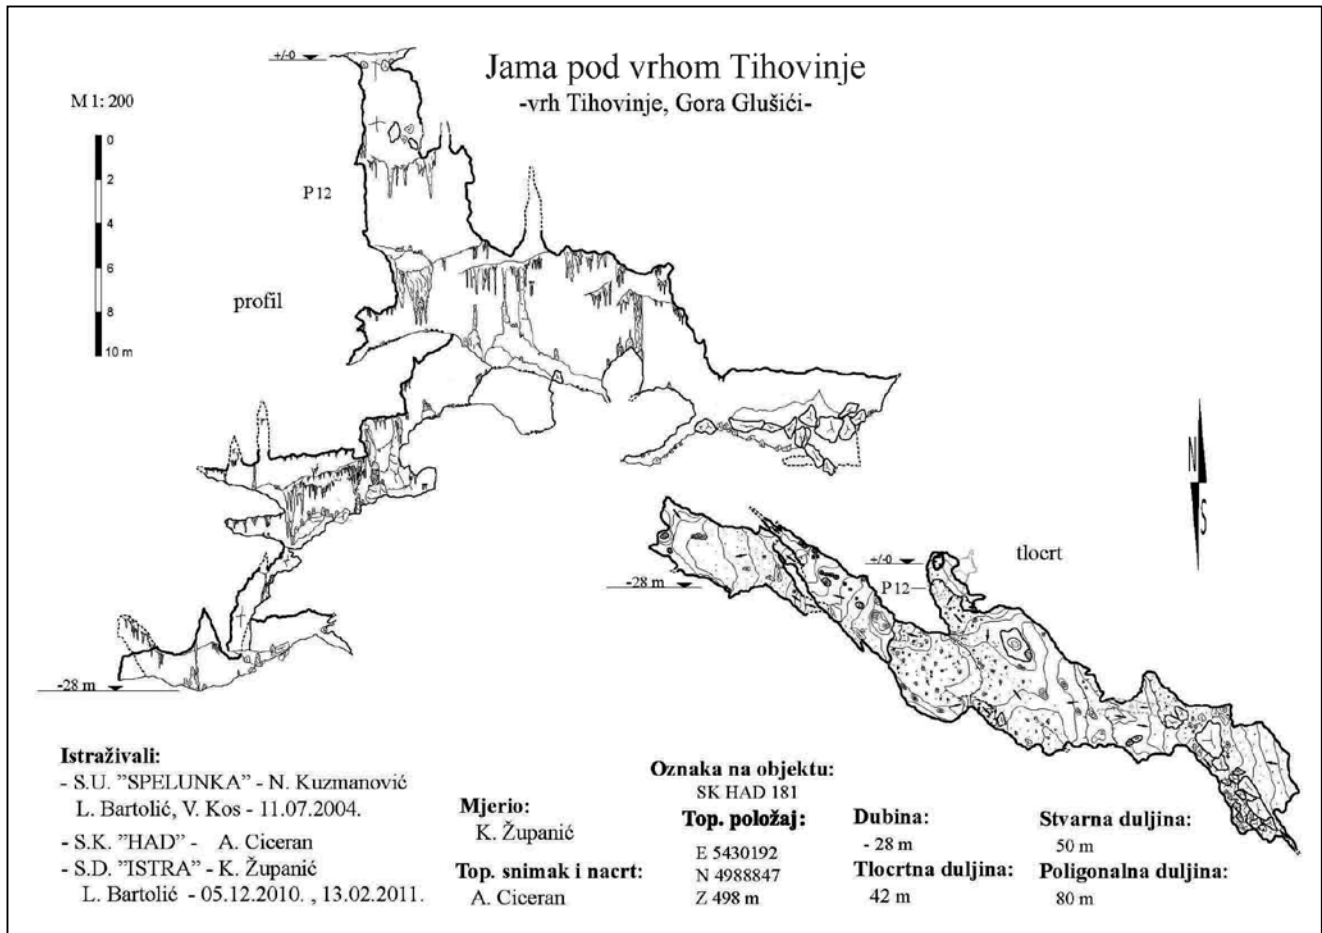 Jama pod vrhom Tihovinje
-vrh Tihovinje, Gora Glušići-
+/-0
M 1: 200
0
2
4
6
8
10 m
P 12
profil
N
S
tlocrt
+/-0
P 12
-28 m
-28 m
Istraživali:
- S.U. "SPELUNKA" - N. Kuzmanović
L. Bartolić, V. Kos - 11.07.2004.
- S.K. "HAD" - A. Ciceran
- S.D. "ISTRA" - K. Županić
L. Bartolić - 05.12.2010. , 13.02.2011.
Mjerio:
K. Županić
Top. snimak i nacrt:
A. Ciceran
Oznaka na objektu:
SK HAD 181
Top. položaj:
E 5430192
N 4988847
Z 498 m
Dubina:
- 28 m
Tlocrtna duljina:
42 m
Stvarna duljina:
50 m
Poligonalna duljina:
80 m